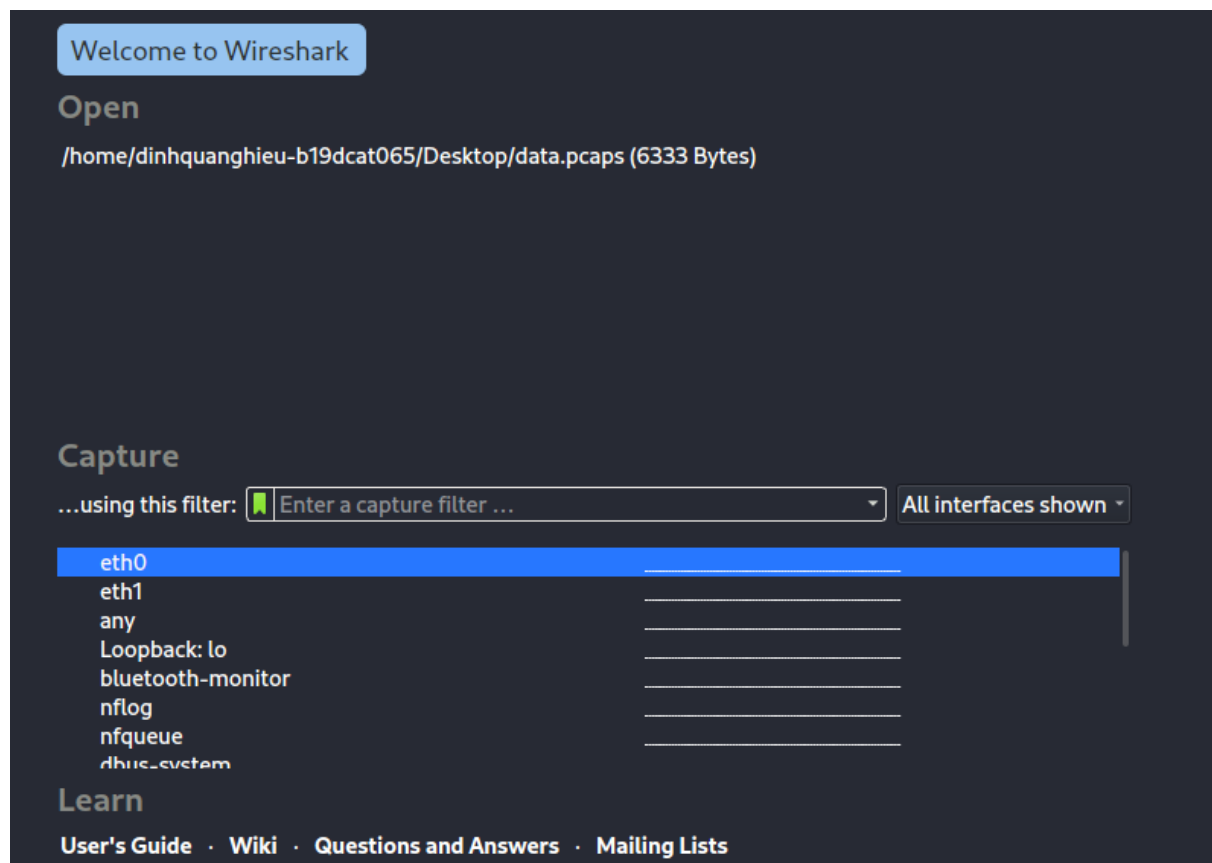 Welcome to Wireshark
Open
/home/dinhquanghieu-b19dcat065/Desktop/data.pcaps (6333 Bytes)
Capture
...using this filter: Enter a capture filter ... All interfaces shown
eth0
eth1
any
Loopback: lo
bluetooth-monitor
nflog
nfqueue
dbus-system
Learn
User's Guide · Wiki · Questions and Answers · Mailing Lists